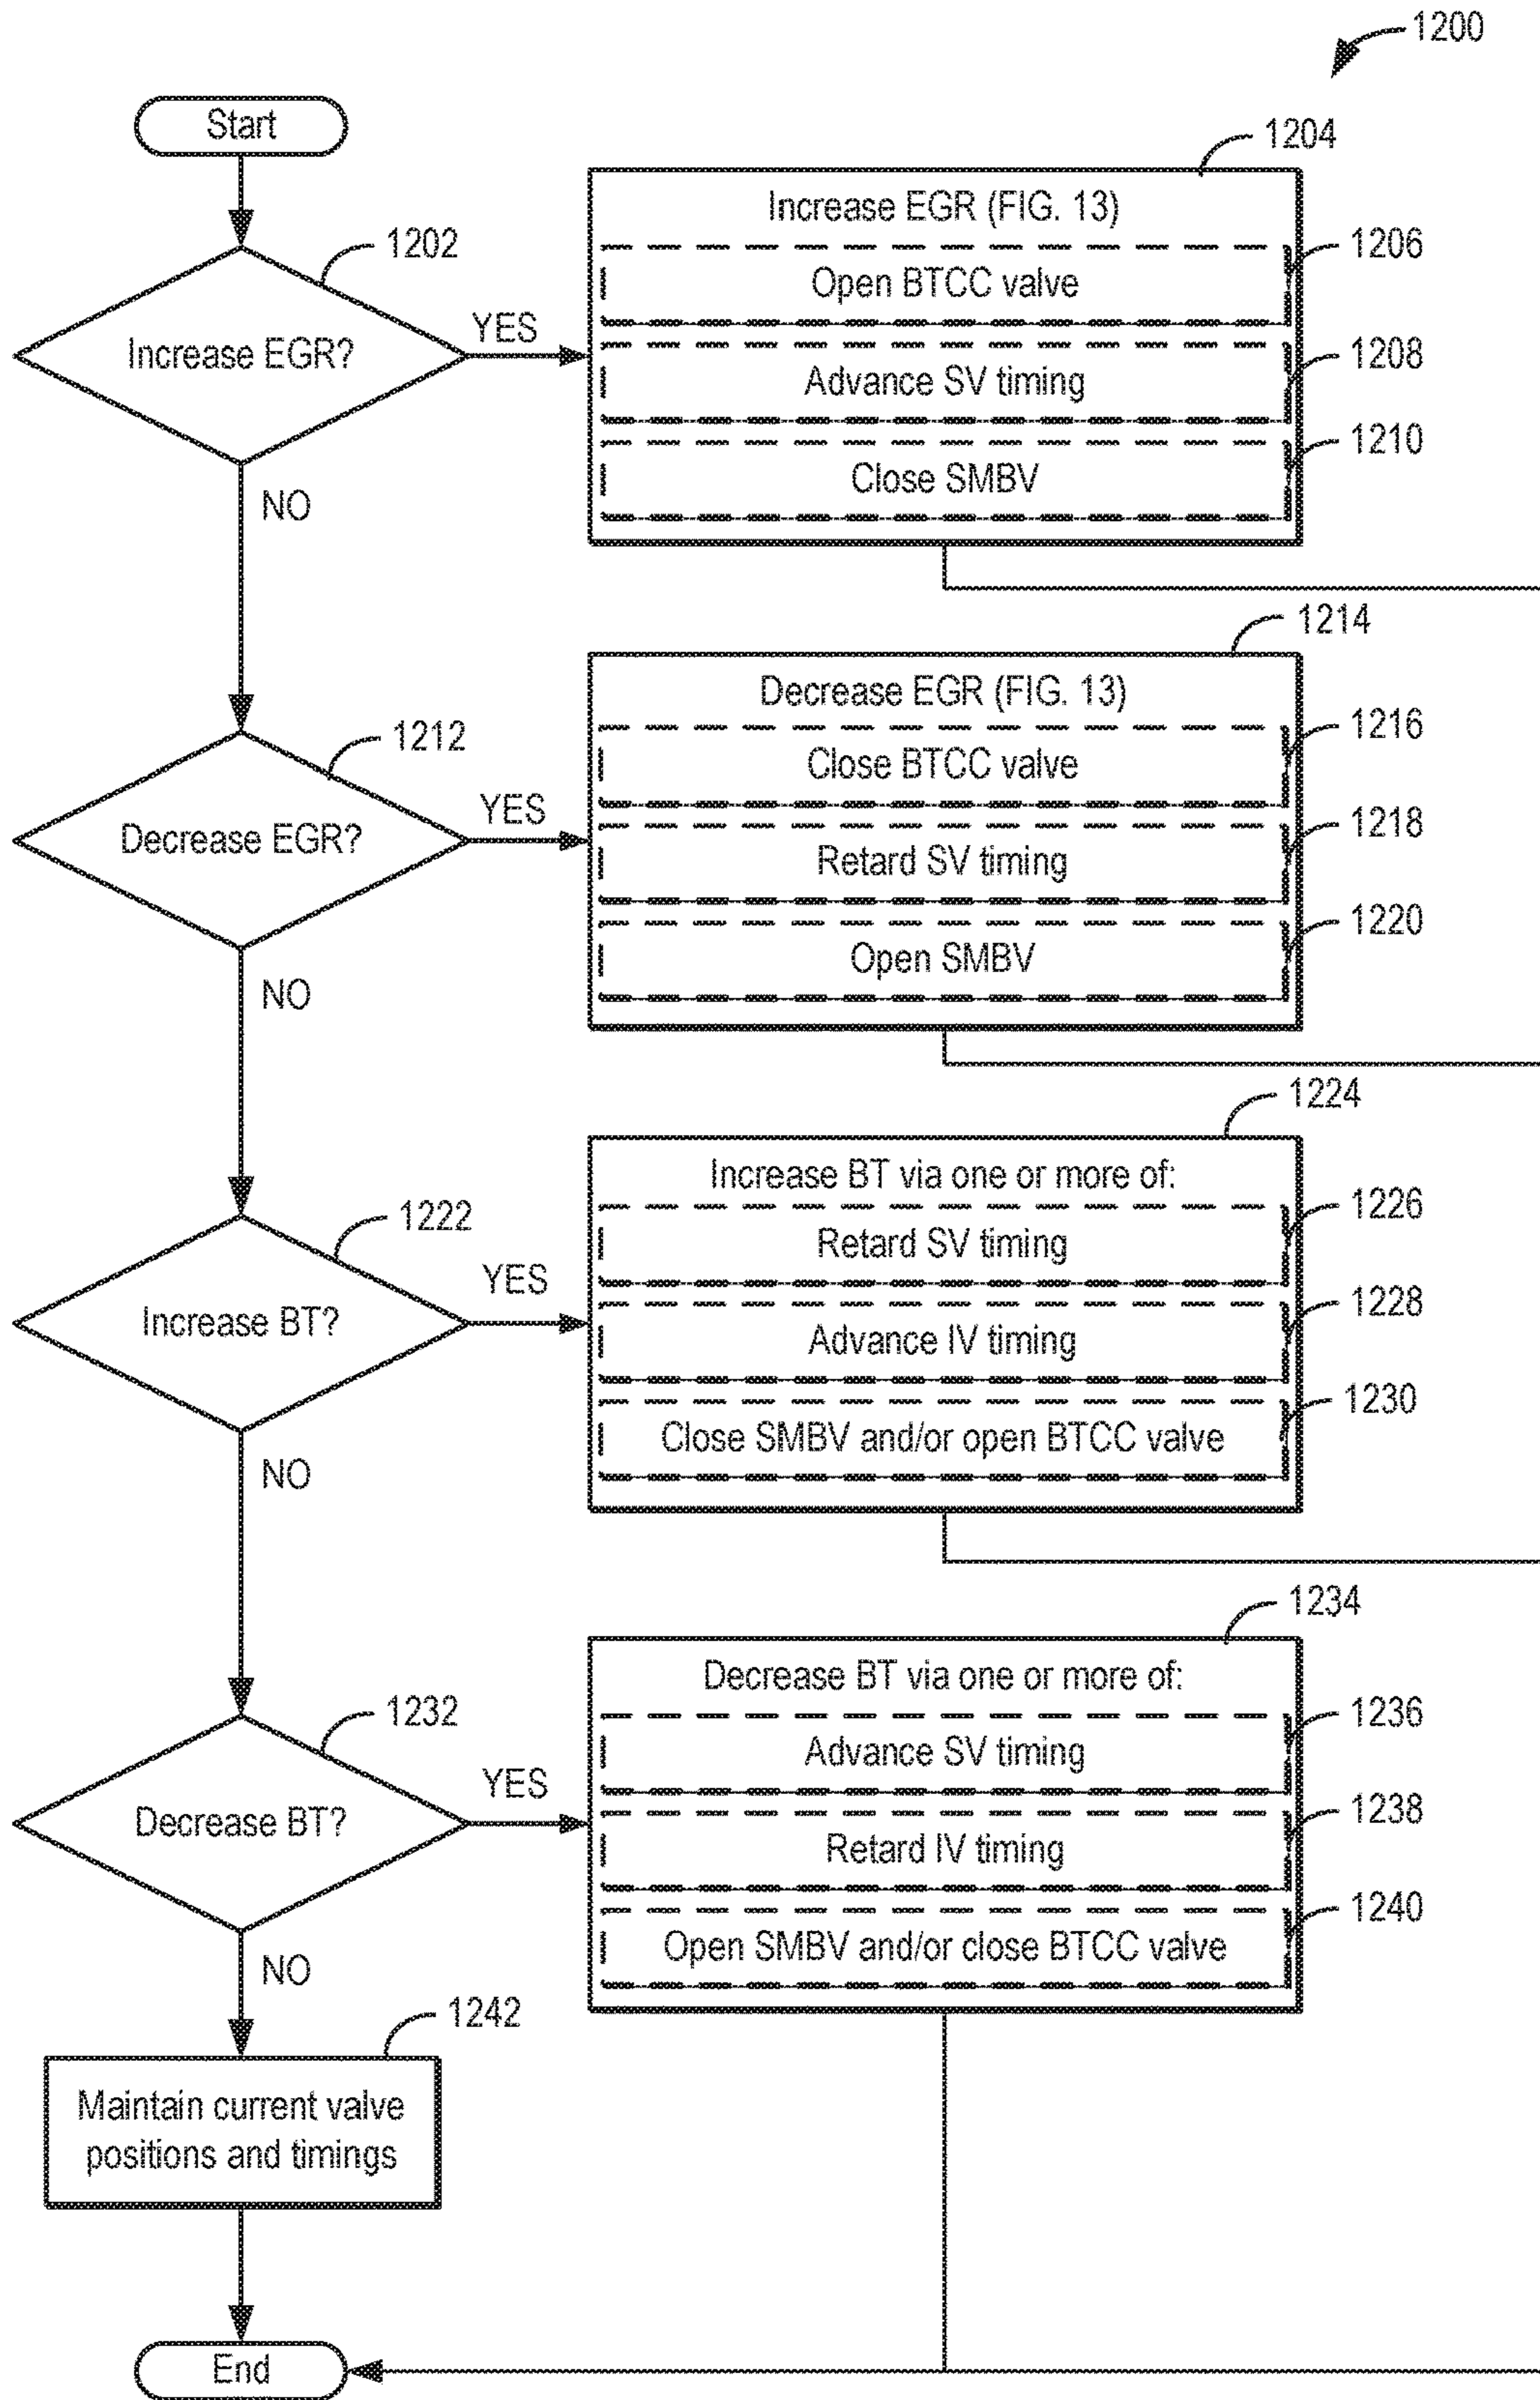 1200
Start
1204
Increase EGR (FIG. 13)
1206
Open BTCC valve
1202
Increase EGR?
YES
1208
Advance SV timing
1210
Close SMBV
NO
1214
Decrease EGR (FIG. 13)
1216
Close BTCC valve
1212
Decrease EGR?
YES
1218
Retard SV timing
1220
Open SMBV
NO
1224
Increase BT via one or more of:
1226
Retard SV timing
1222
Increase BT?
YES
1228
Advance IV timing
1230
Close SMBV and/or open BTCC valve
NO
1234
Decrease BT via one or more of:
1236
Advance SV timing
1232
Decrease BT?
YES
1238
Retard IV timing
1240
Open SMBV and/or close BTCC valve
NO
1242
Maintain current valve
positions and timings
End